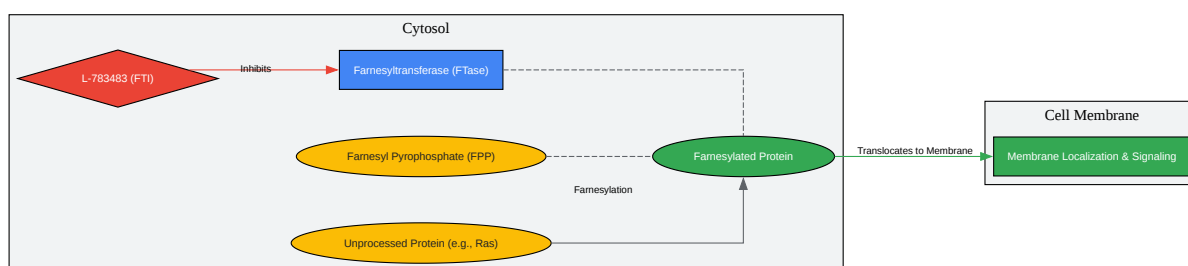 Cytosol
L-783483 (FTI)
Inhibits
Farnesyltransferase (FTase)
Cell Membrane
Farnesyl Pyrophosphate (FPP)
Farnesylated Protein
Translocates to Membrane
Membrane Localization & Signaling
Farnesylation
Unprocessed Protein (e.g., Ras)